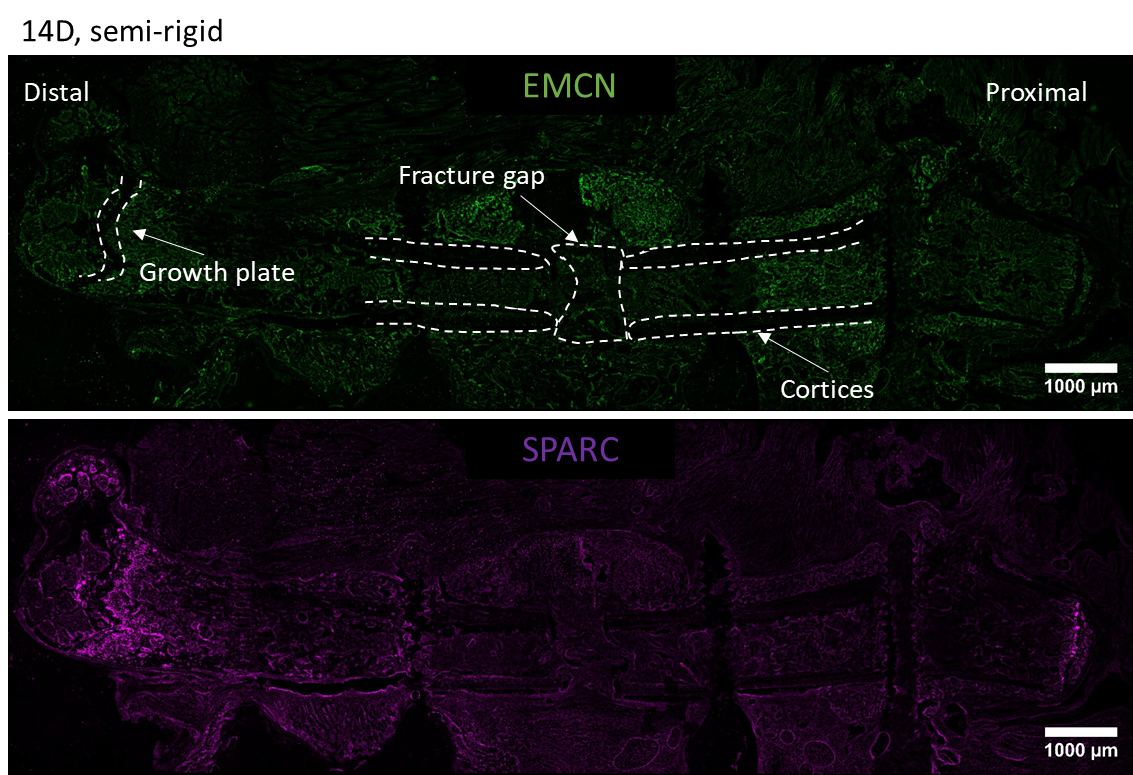 14D, semi-rigid
EMCN
Distal
Proximal
Fracture gap
Growth plate
Cortices
1000 µm
SPARC
1000 µm